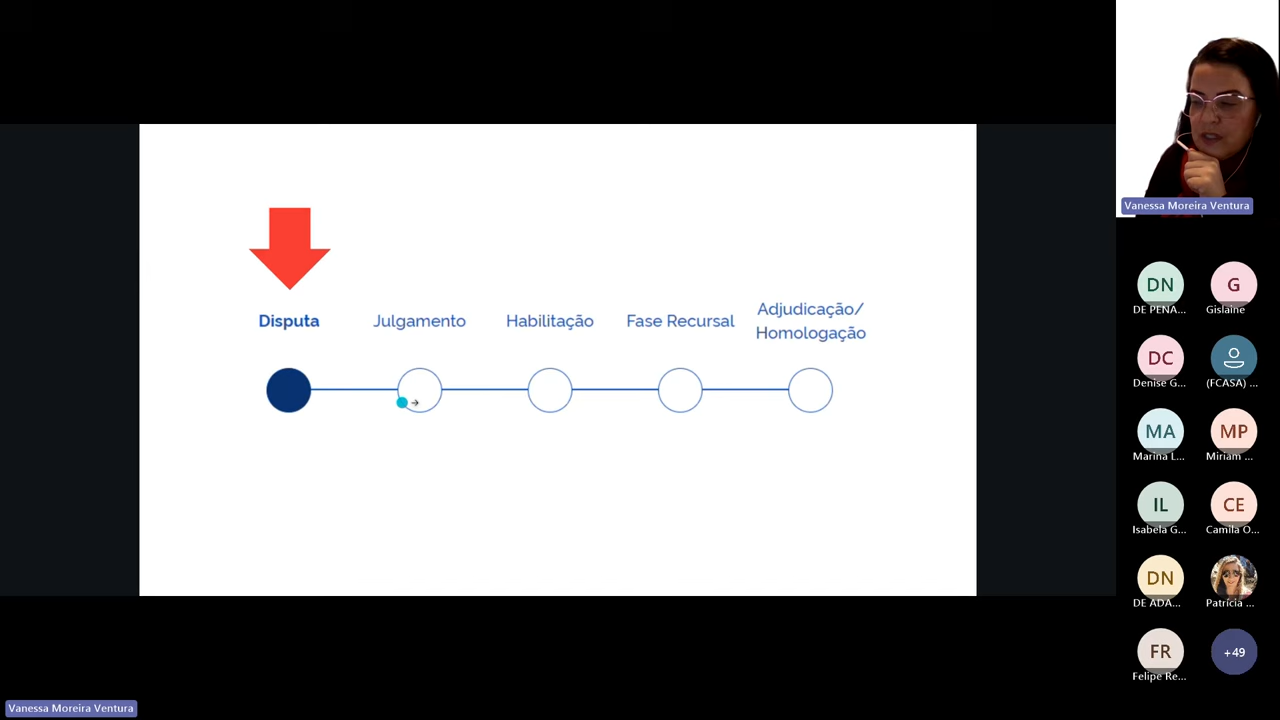 Disputa
Julgamento
Habilitação
Fase Recursal
Adjudicação/
Homologação
Vanessa Moreira Ventura
DN
DE PENA...
G
Gislaine
DC
Denise G...
(FCASA) ...
MA
Marina L...
MP
Miriam ...
IL
Isabela G...
CE
Camila O...
DN
DE ADA...
Patrícia ...
FR
Felipe Re...
+49
Vanessa Moreira Ventura